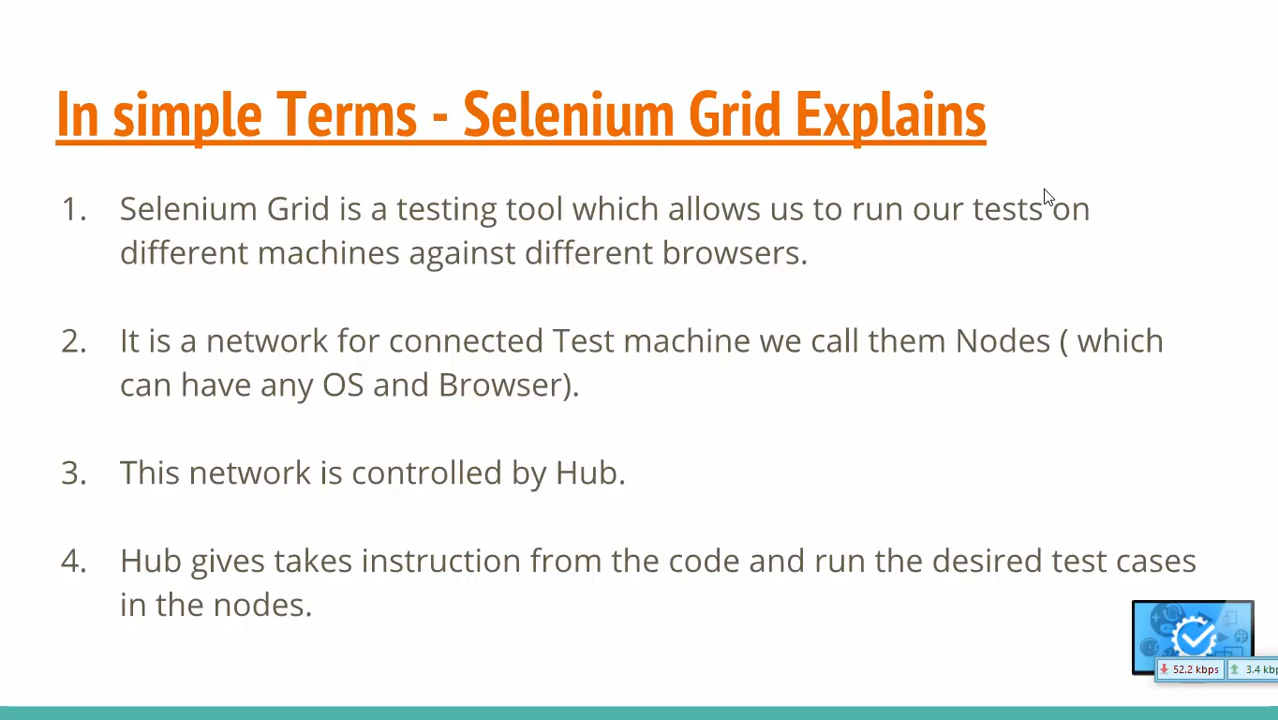 In simple Terms - Selenium Grid Explains
1. Selenium Grid is a testing tool which allows us to run our tests on
different machines against different browsers.
2. It is a network for connected Test machine we call them Nodes ( which
can have any OS and Browser).
3. This network is controlled by Hub.
4. Hub gives takes instruction from the code and run the desired test cases
in the nodes.
52.2 kbps 3.4 kbp